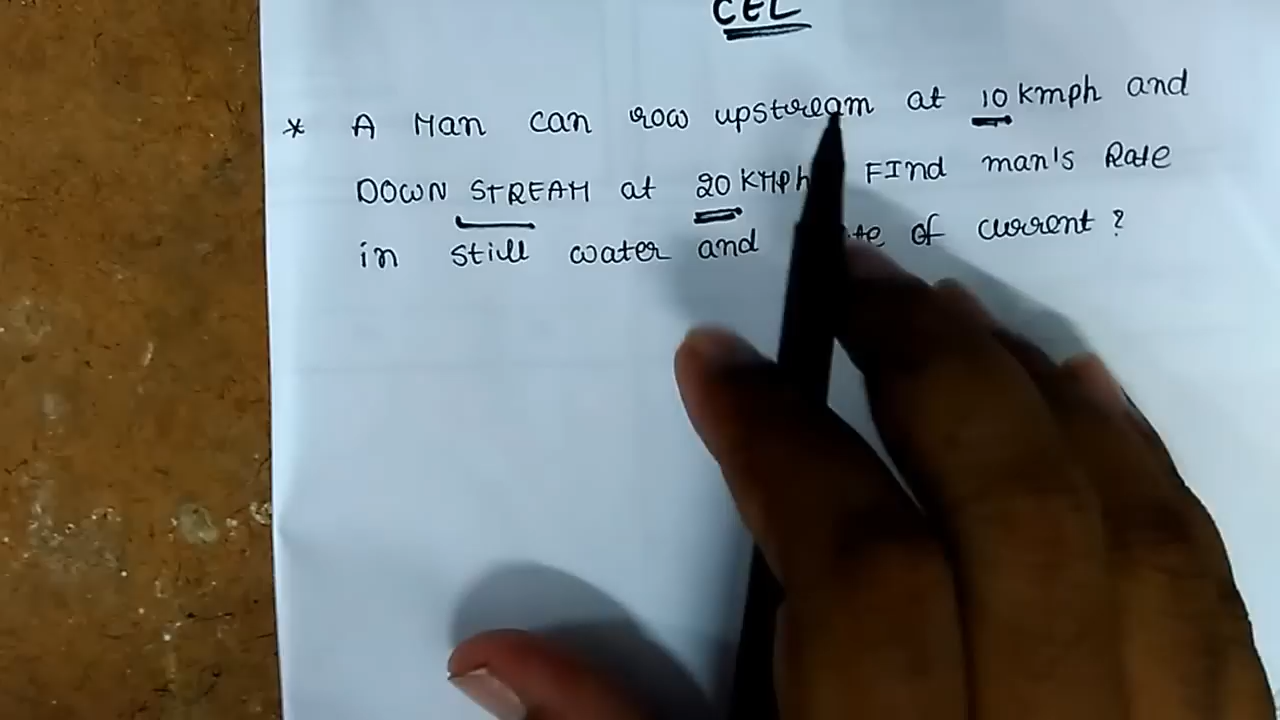 CEL
* A Man can row upstream at 10 kmph and
DOWN STREAM at 20 KMPh FInd man's Rate
in still water and of current ?